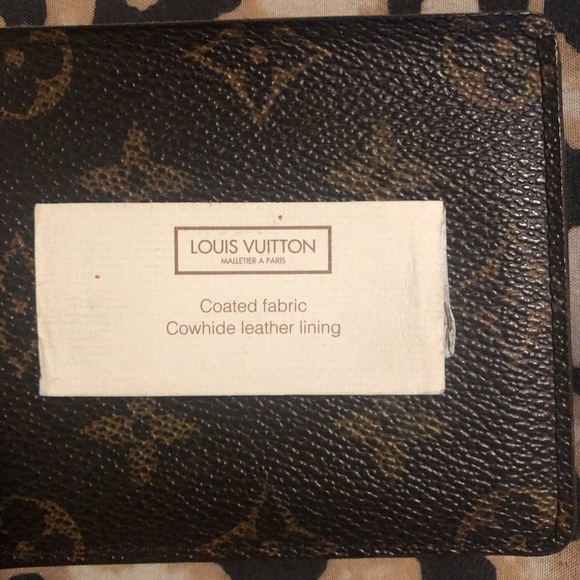 LOUIS VUITTON
MALLETIER A PARIS
Coated fabric
Cowhide leather lining